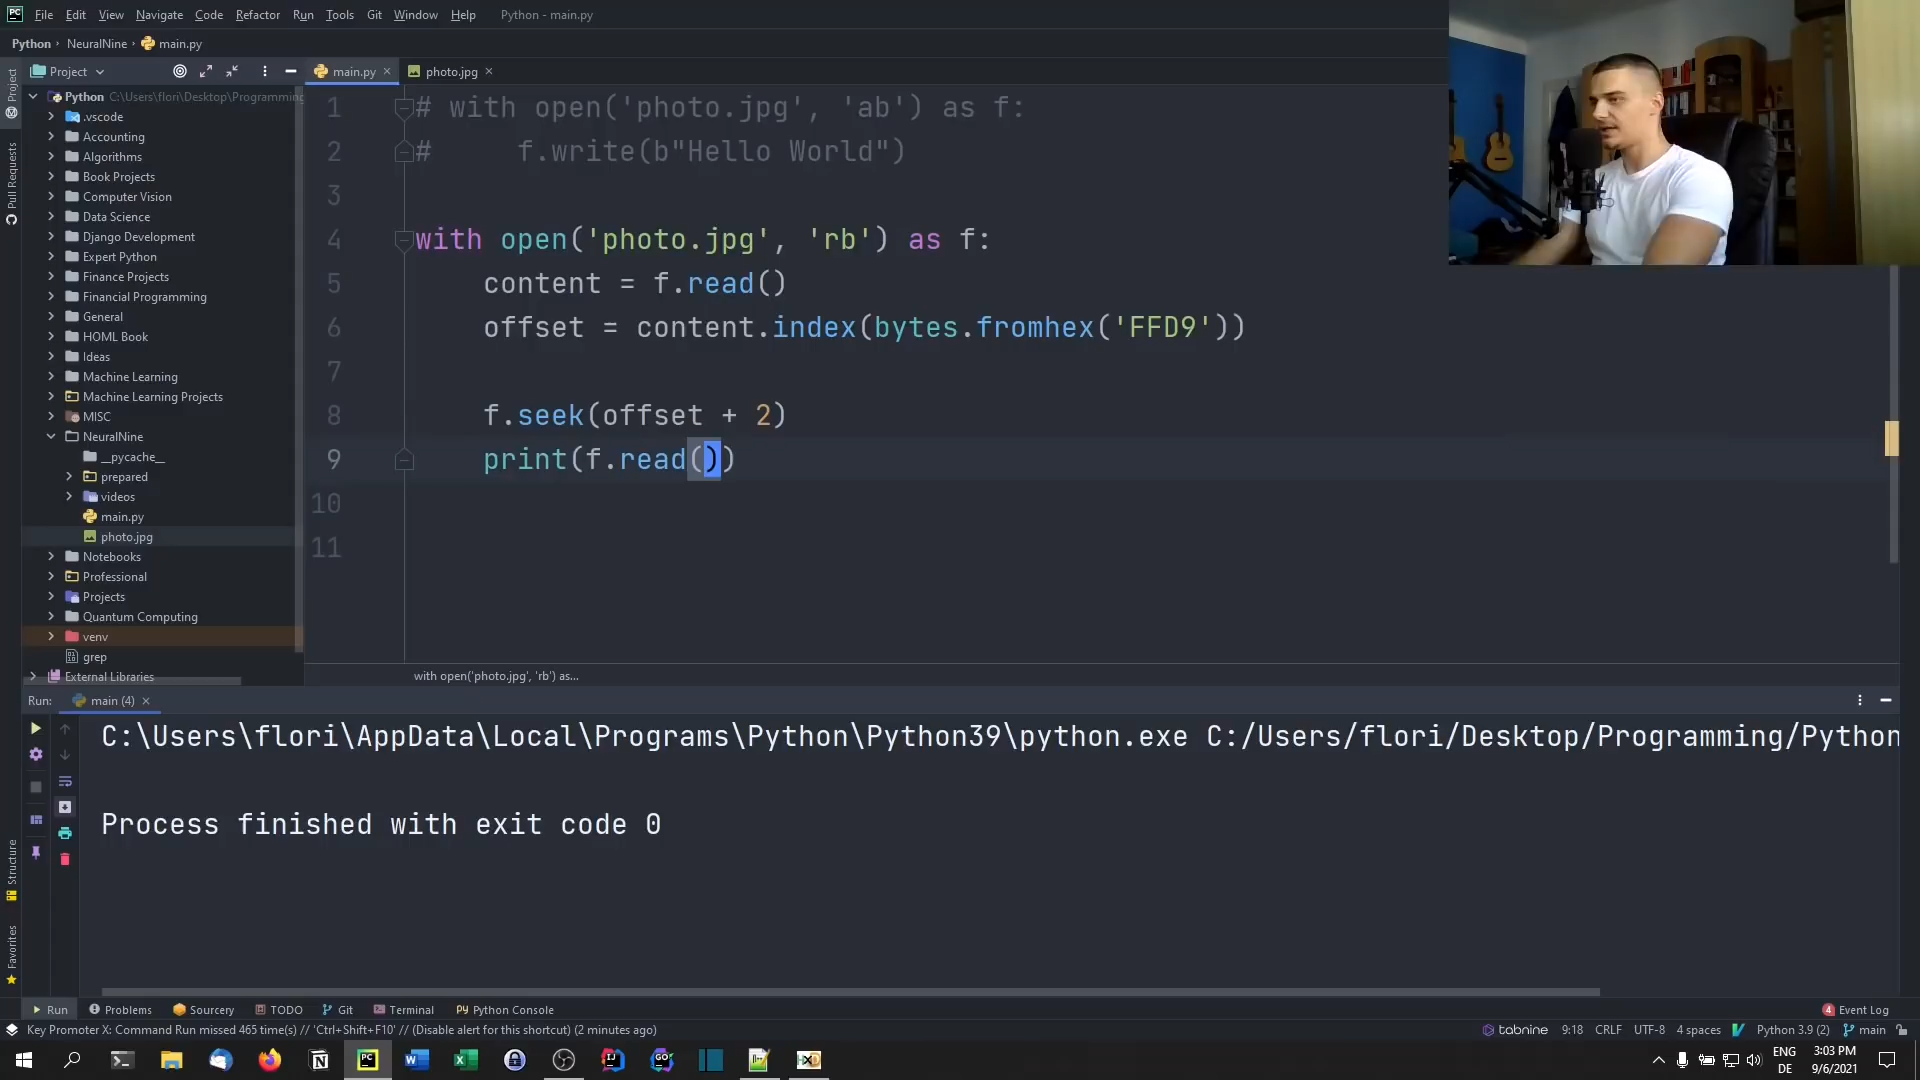 File Edit View Navigate Code Refactor Run Tools Git Window Help Python - main.py
Python NeuralNine main.py
Project
main.py
photo.jpg
Project
Pull Requests
Structure
Favorites
Python C:\Users\flori\Desktop\Programming
.vscode
Accounting
Algorithms
Book Projects
Computer Vision
Data Science
Django Development
Expert Python
Finance Projects
Financial Programming
General
HOML Book
Ideas
Machine Learning
Machine Learning Projects
MISC
NeuralNine
__pycache__
prepared
videos
main.py
photo.jpg
Notebooks
Professional
Projects
Quantum Computing
venv
grep
External Libraries
1 # with open('photo.jpg', 'ab') as f:
2 #     f.write(b"Hello World")
3
4 with open('photo.jpg', 'rb') as f:
5     content = f.read()
6     offset = content.index(bytes.fromhex('FFD9'))
7
8     f.seek(offset + 2)
9     print(f.read())
10
11
with open('photo.jpg', 'rb') as...
Run: main (4)
C:\Users\flori\AppData\Local\Programs\Python\Python39\python.exe C:/Users/flori/Desktop/Programming/Python
Process finished with exit code 0
Run Problems Sourcery TODO Git Terminal Python Console
4 Event Log
Key Promoter X: Command Run missed 465 time(s) // 'Ctrl+Shift+F10' // (Disable alert for this shortcut) (2 minutes ago)
tabnine 9:18 CRLF UTF-8 4 spaces Python 3.9 (2) main
ENG 3:03 PM
DE 9/6/2021